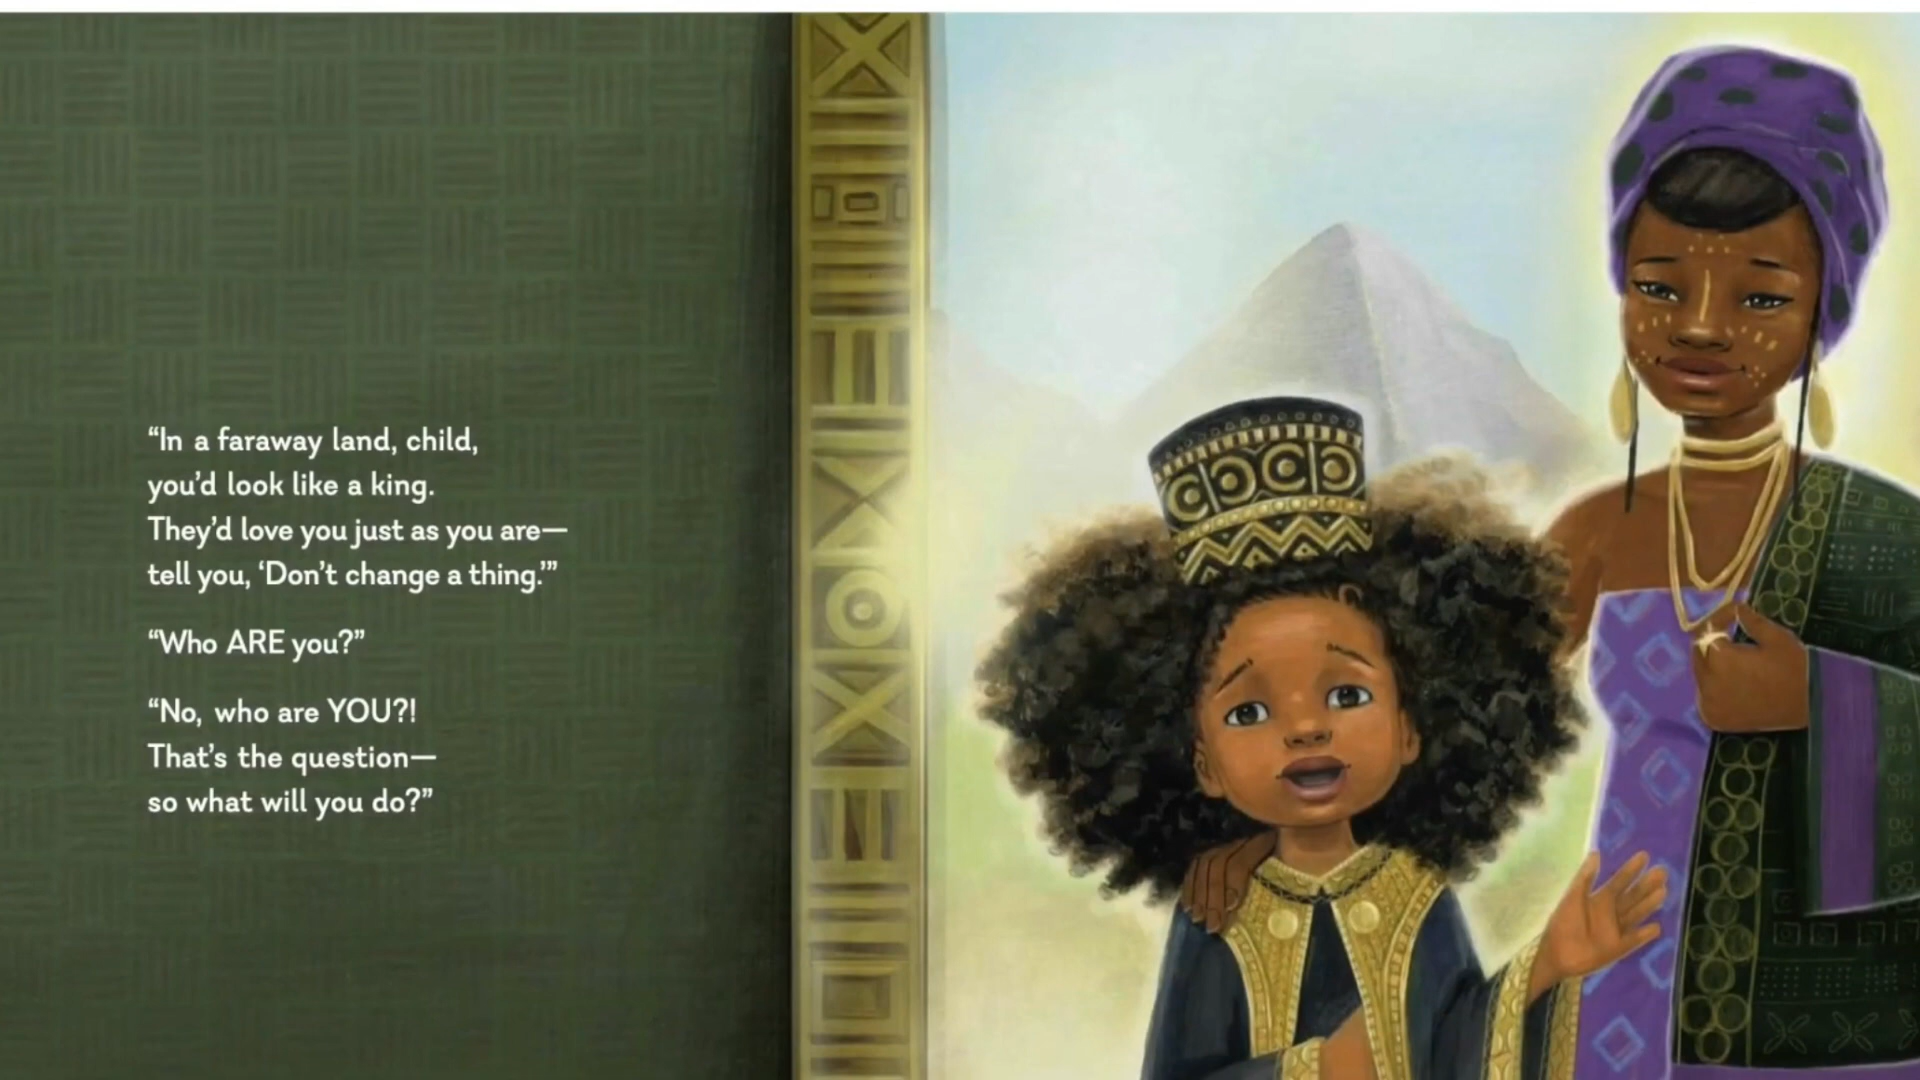 “In a faraway land, child,
you’d look like a king.
They’d love you just as you are—
tell you, ‘Don’t change a thing.’”
“Who ARE you?”
“No, who are YOU?!
That’s the question—
so what will you do?”